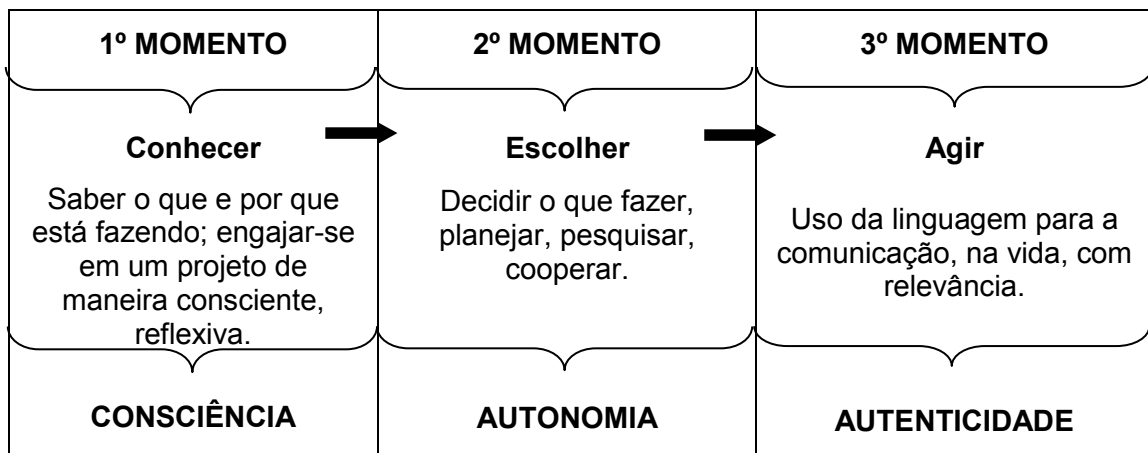 1º MOMENTO
Conhecer
Saber o que e por que
está fazendo; engajar-se
em um projeto de
maneira consciente,
reflexiva.
CONSCIÊNCIA
2º MOMENTO
Escolher
Decidir o que fazer,
planejar, pesquisar,
cooperar.
AUTONOMIA
3º MOMENTO
Agir
Uso da linguagem para a
comunicação, na vida, com
relevância.
AUTENTICIDADE